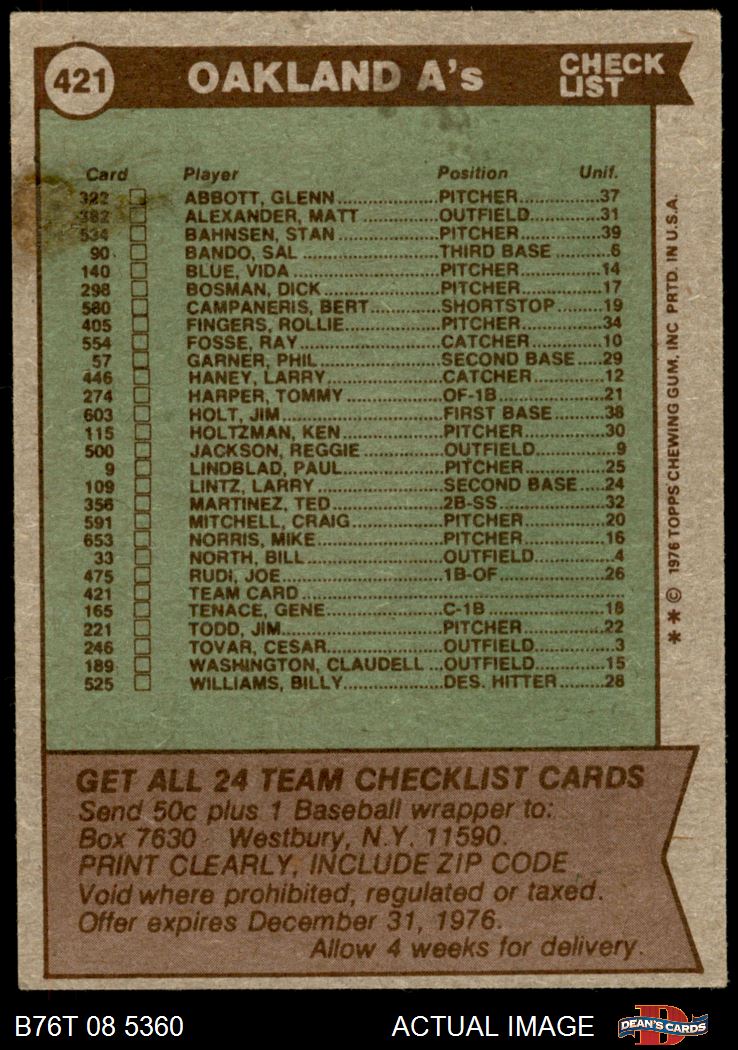 421 OAKLAND A's CHECK LIST
Card Player Position Unif.
322 ABBOTT, GLENN.....PITCHER.....37
382 ALEXANDER, MATT.....OUTFIELD.....31
534 BAHNSEN, STAN.....PITCHER.....39
90 BANDO, SAL.....THIRD BASE.....6
140 BLUE, VIDA.....PITCHER.....14
298 BOSMAN, DICK.....PITCHER.....17
580 CAMPANERIS, BERT.....SHORTSTOP.....19
405 FINGERS, ROLLIE.....PITCHER.....34
554 FOSSE, RAY.....CATCHER.....10
57 GARNER, PHIL.....SECOND BASE.....29
446 HANEY, LARRY.....CATCHER.....12
274 HARPER, TOMMY.....OF-1B.....21
603 HOLT, JIM.....FIRST BASE.....38
115 HOLTZMAN, KEN.....PITCHER.....30
500 JACKSON, REGGIE.....OUTFIELD.....9
9 LINDBLAD, PAUL.....PITCHER.....25
109 LINTZ, LARRY.....SECOND BASE.....24
356 MARTINEZ, TED.....2B-SS.....32
591 MITCHELL, CRAIG.....PITCHER.....20
653 NORRIS, MIKE.....PITCHER.....16
33 NORTH, BILL.....OUTFIELD.....4
475 RUDI, JOE.....1B-OF.....26
421 TEAM CARD.....
165 TENACE, GENE.....C-1B.....18
221 TODD, JIM.....PITCHER.....22
246 TOVAR, CESAR.....OUTFIELD.....3
189 WASHINGTON, CLAUDELL...OUTFIELD.....15
525 WILLIAMS, BILLY.....DES. HITTER.....28
* * © 1976 TOPPS CHEWING GUM, INC PRTD. IN U.S.A.
GET ALL 24 TEAM CHECKLIST CARDS
Send 50c plus 1 Baseball wrapper to:
Box 7630 Westbury, N.Y. 11590.
PRINT CLEARLY, INCLUDE ZIP CODE
Void where prohibited, regulated or taxed.
Offer expires December 31, 1976.
Allow 4 weeks for delivery.
B76T 08 5360 ACTUAL IMAGE D DEAN'S CARDS